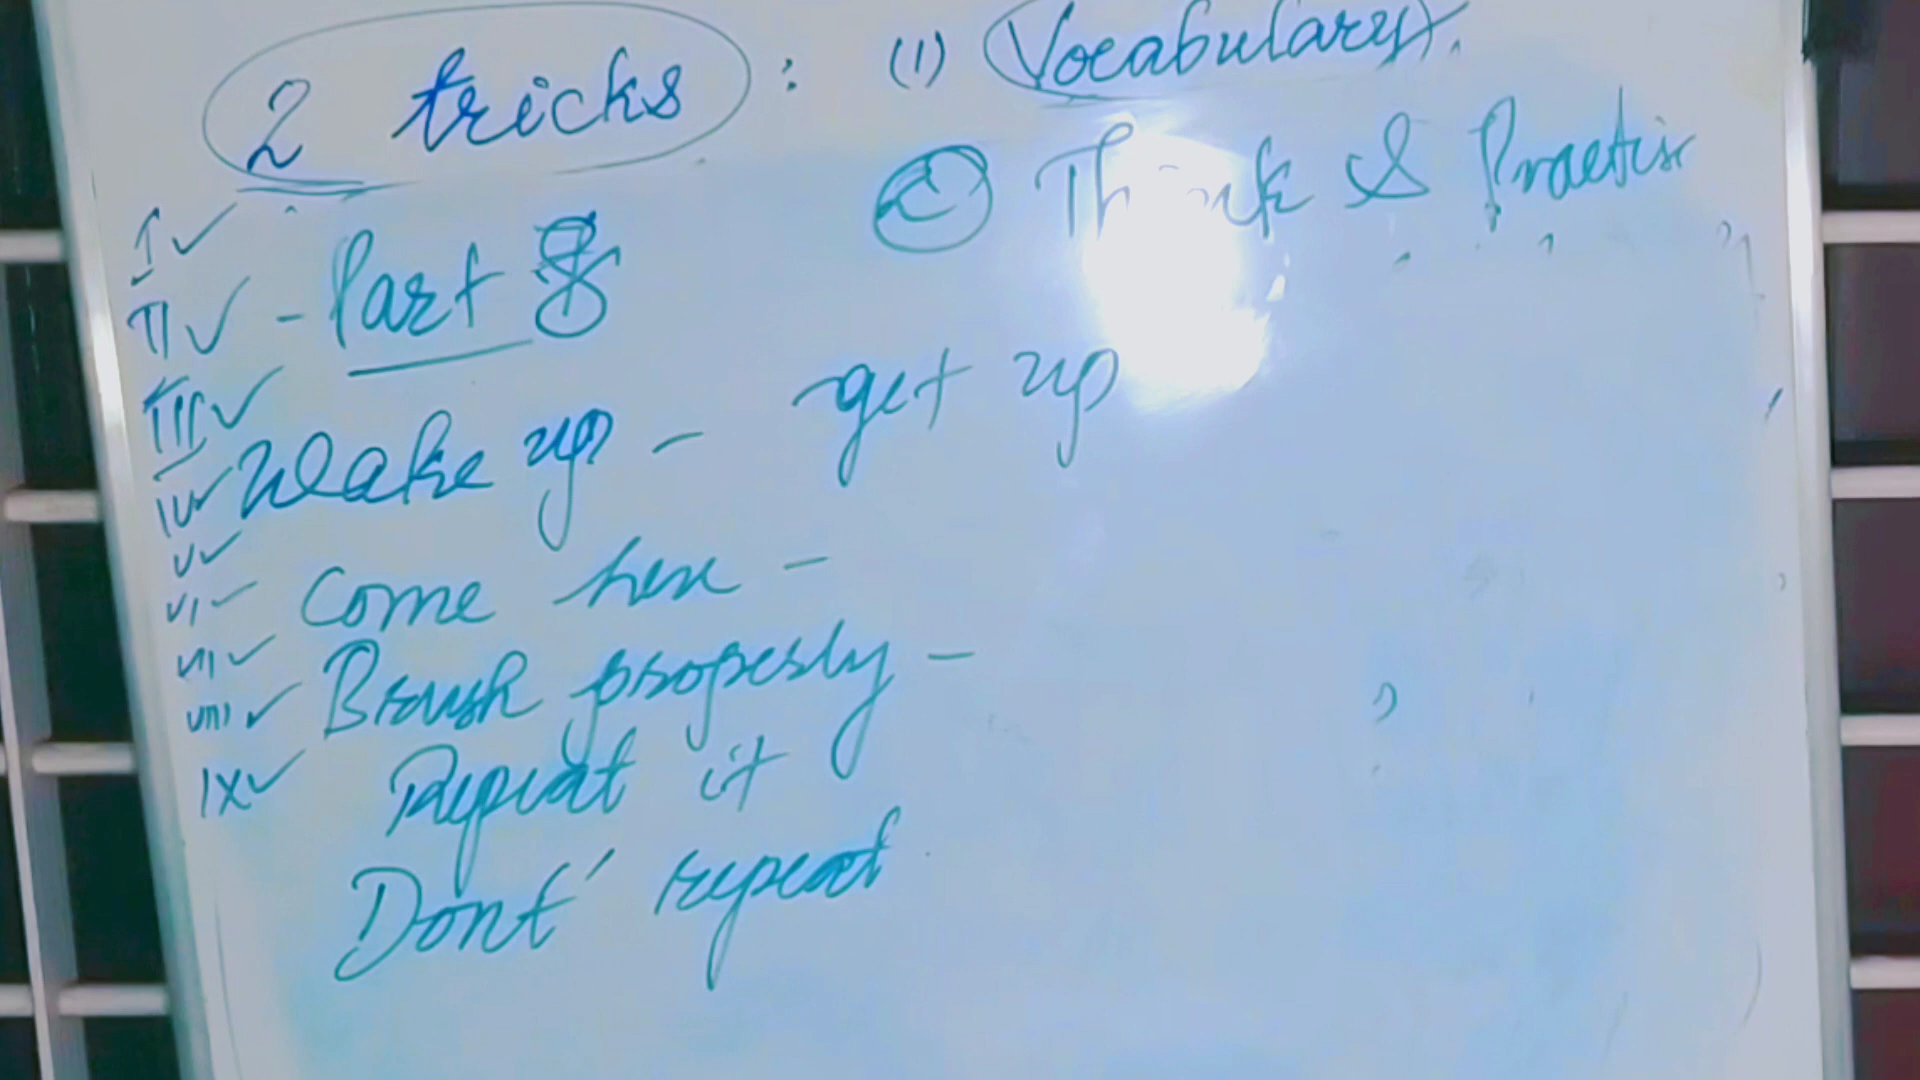 2 tricks : (1) Vocabulary.
2 Think & Practise
I ✓
II ✓ - Part 8
III ✓
IV ✓ Wake up - get up
V ✓
VI ✓ Come here -
VII ✓
VIII ✓ Brush properly -
IX ✓ Repeat it
Dont' repeat